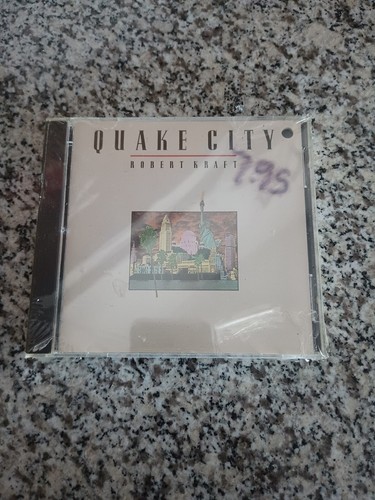 QUAKE CITY
ROBERT KRAFT
7.95